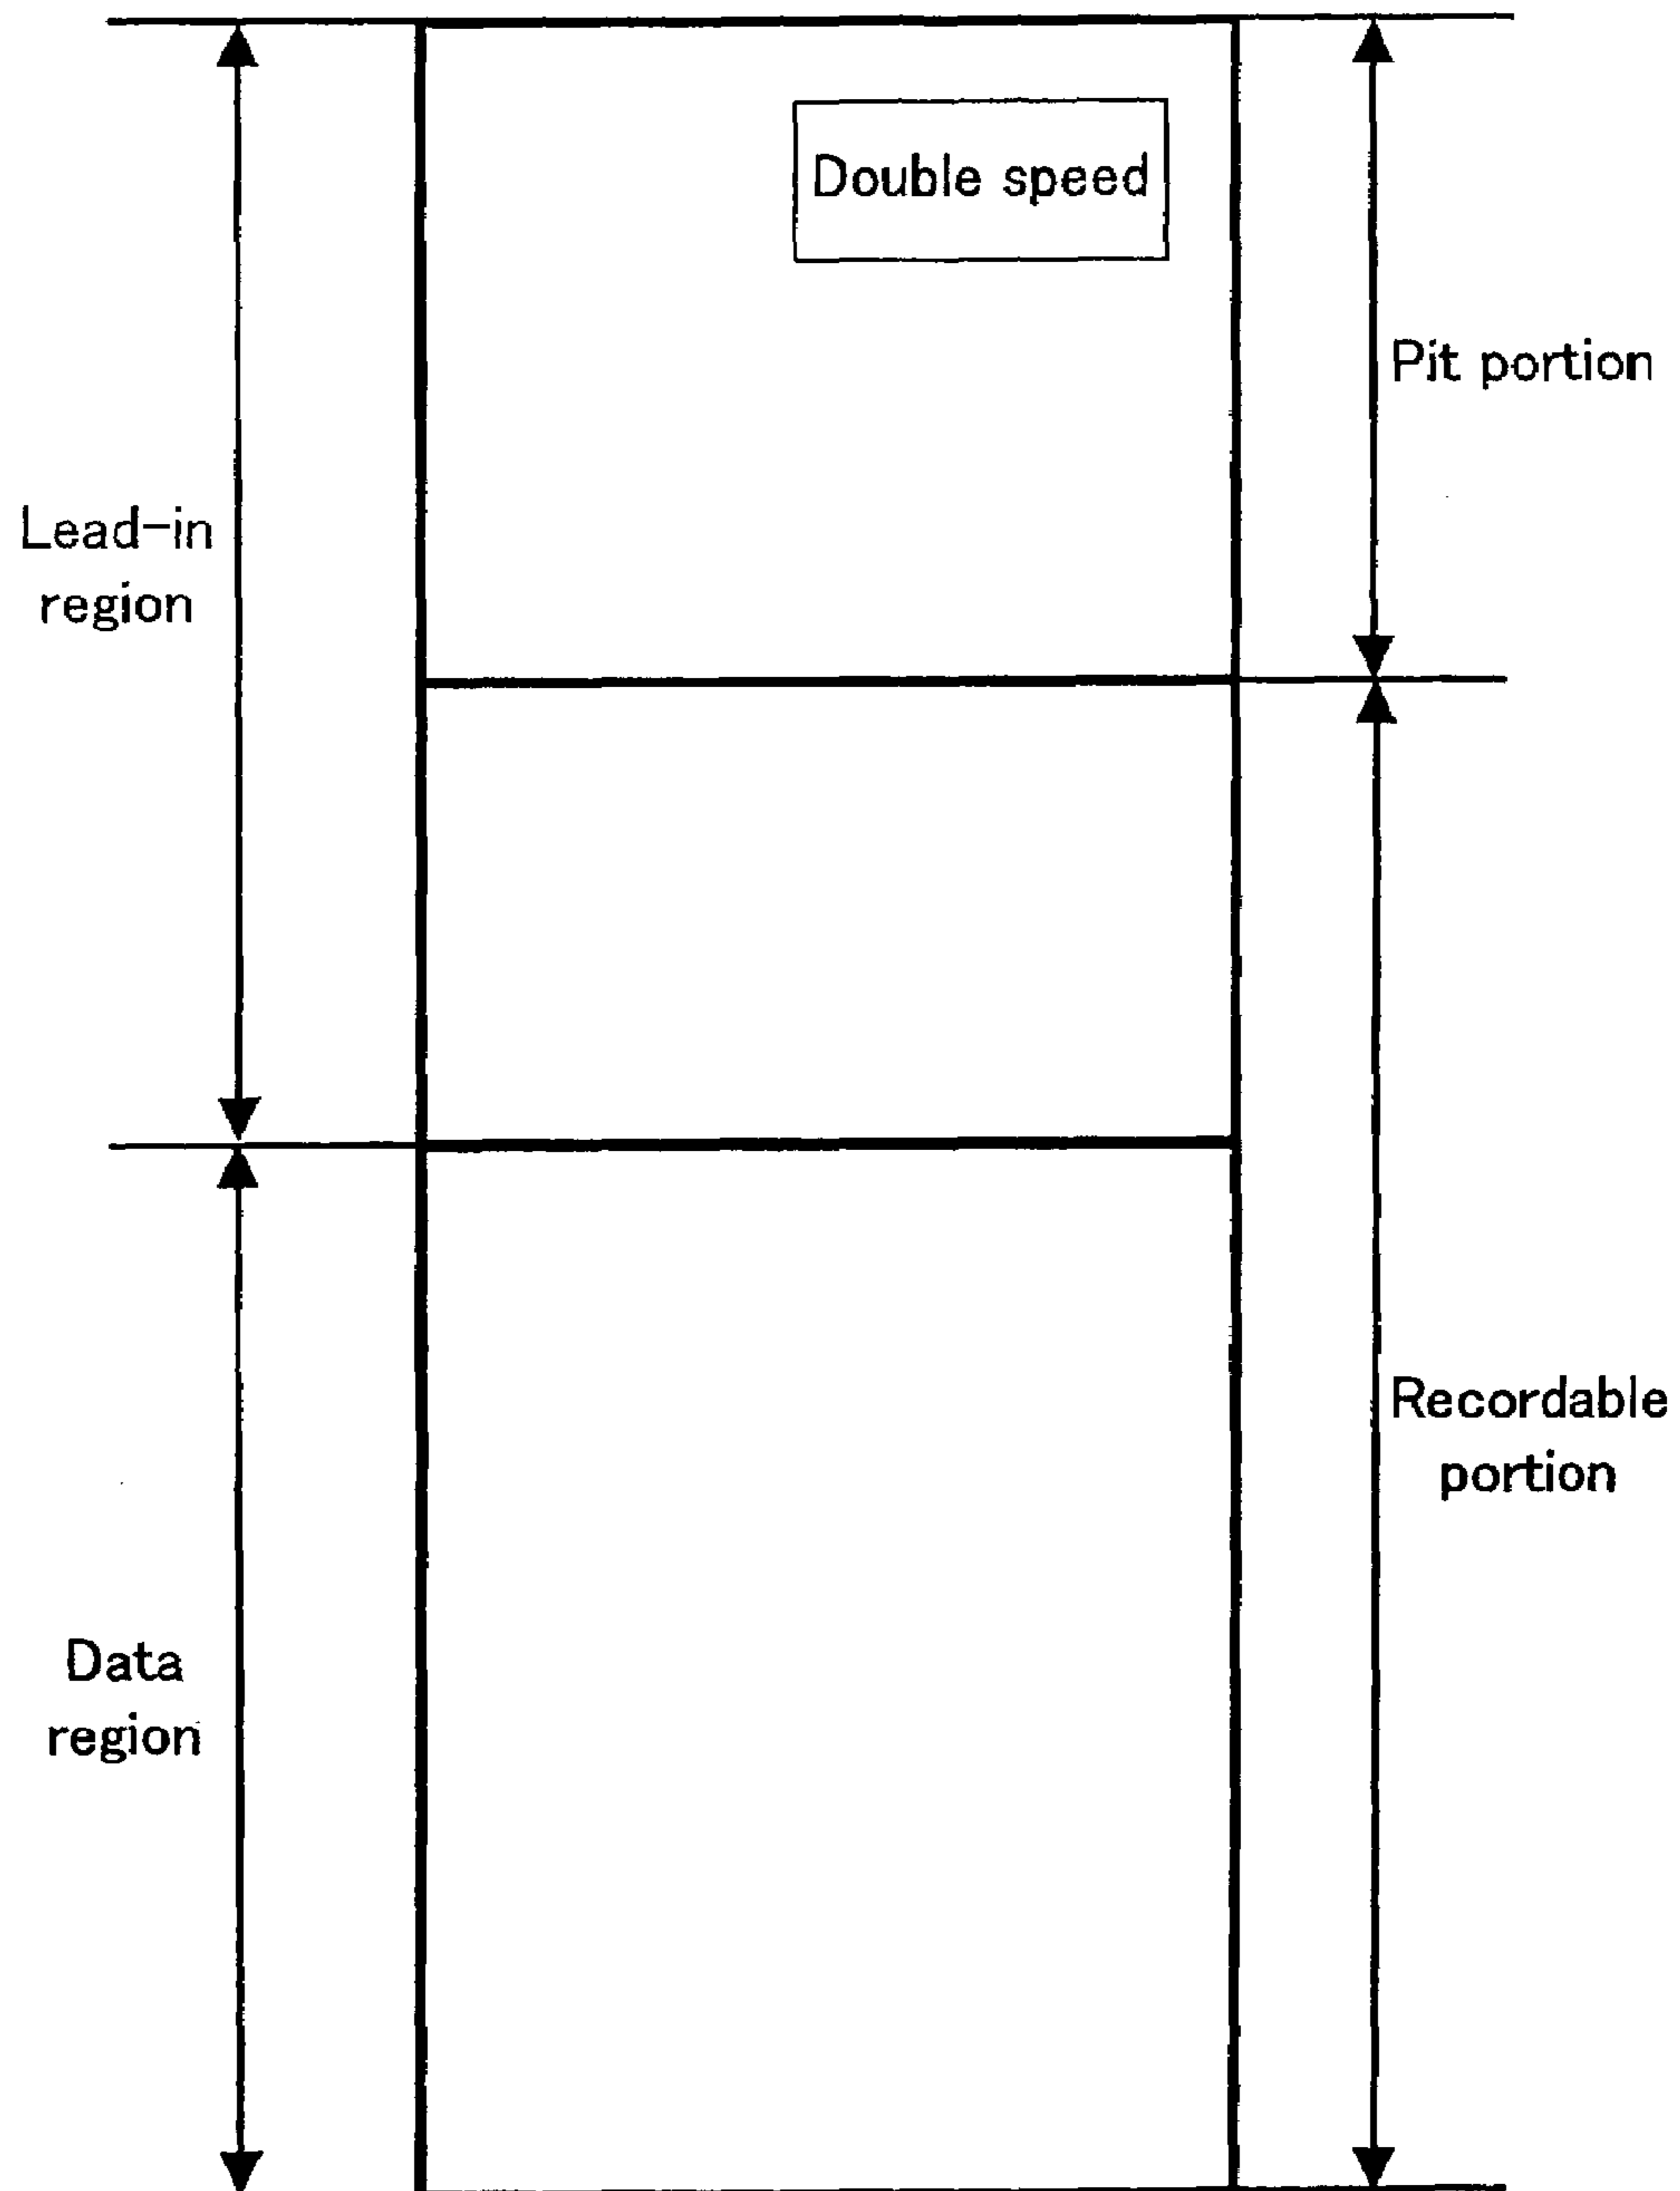 Double speed
Pit portion
Lead-in
region
Recordable
portion
Data
region